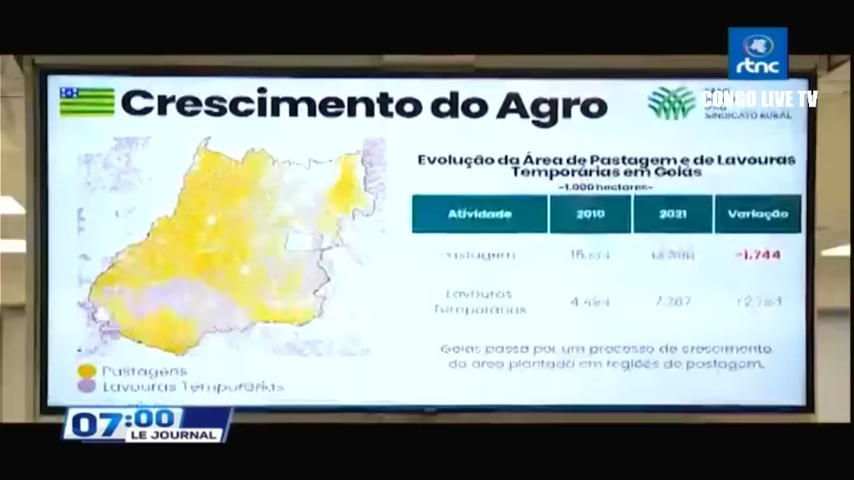 rtnc
CONGO LIVE TV
Crescimento do Agro
SINDICATO RURAL
Evolução da Área de Pastagem e de Lavouras
Temporárias em Goiás
-1.000 hectares-
Atividade 2010 2021 Variação
Pastagem -1.744
Lavouras
Temporárias
Goiás passa por um processo de crescimento
da área plantada em regiões de pastagem.
Pastagens
Lavouras Temporárias
07:00
LE JOURNAL